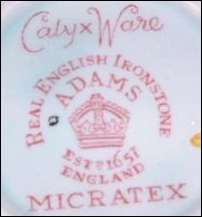 Calyx Ware
REAL ENGLISH IRONSTONE
ADAMS
ESTD 1657
ENGLAND
MICRATEX